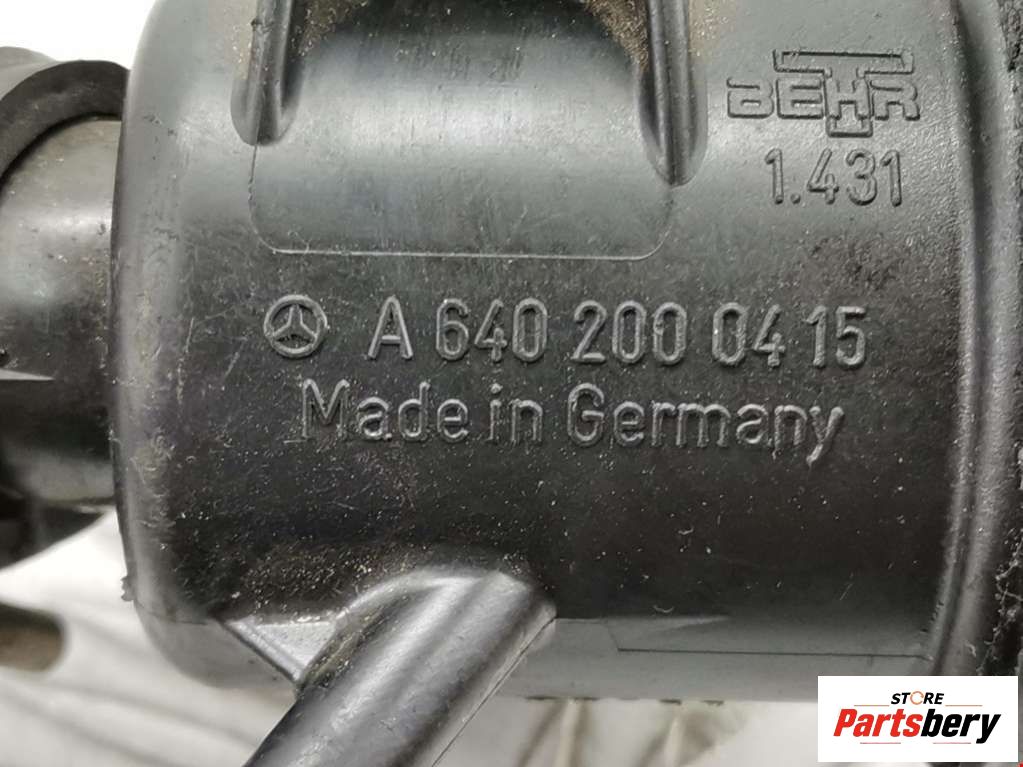 BEHR
1.431
A 640 200 04 15
Made in Germany
STORE
Partsbery